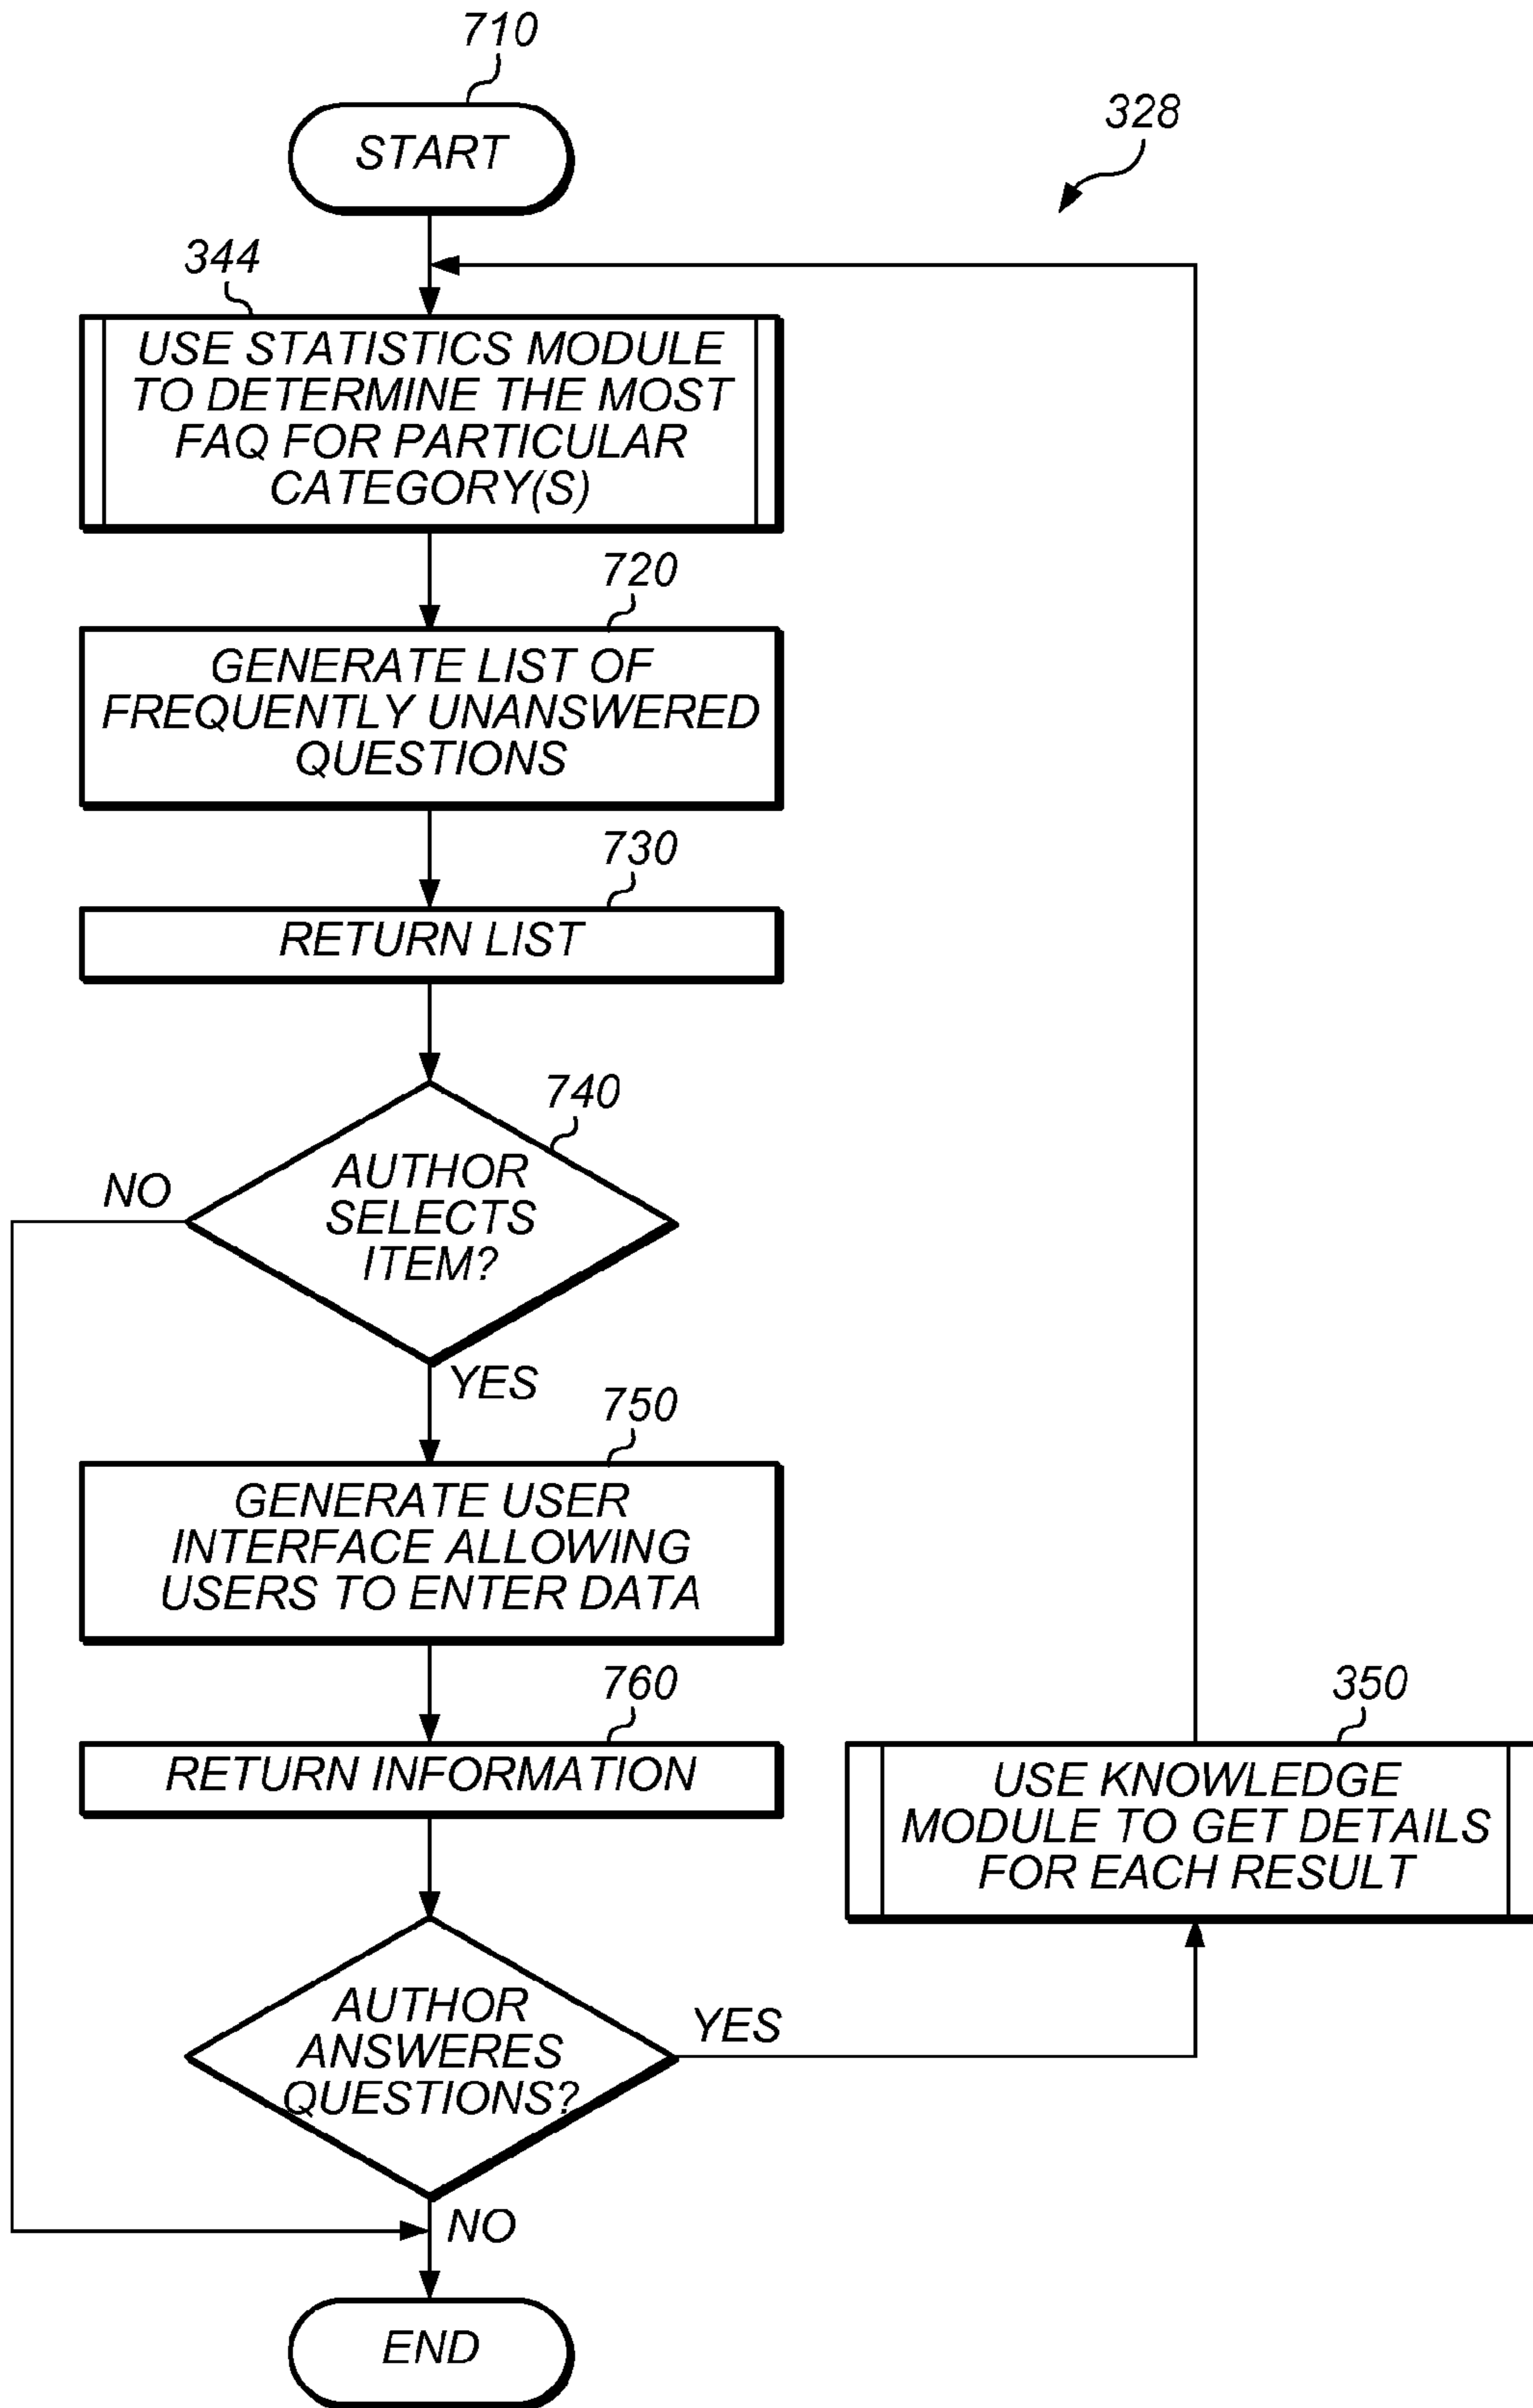 710
START
328
344
USE STATISTICS MODULE
TO DETERMINE THE MOST
FAQ FOR PARTICULAR
CATEGORY(S)
720
GENERATE LIST OF
FREQUENTLY UNANSWERED
QUESTIONS
730
RETURN LIST
740
AUTHOR
SELECTS
ITEM?
NO
YES
750
GENERATE USER
INTERFACE ALLOWING
USERS TO ENTER DATA
760
RETURN INFORMATION
350
USE KNOWLEDGE
MODULE TO GET DETAILS
FOR EACH RESULT
AUTHOR
ANSWERES
QUESTIONS?
YES
NO
END